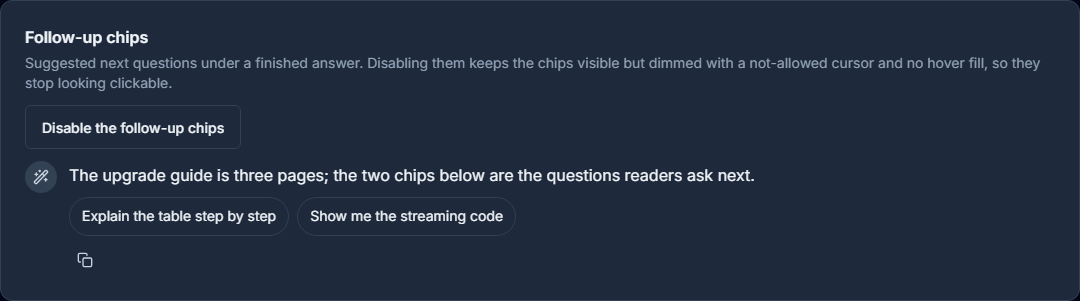 Follow-up chips
Suggested next questions under a finished answer. Disabling them keeps the chips visible but dimmed with a not-allowed cursor and no hover fill, so they
stop looking clickable.
Disable the follow-up chips
The upgrade guide is three pages; the two chips below are the questions readers ask next.
Explain the table step by step
Show me the streaming code